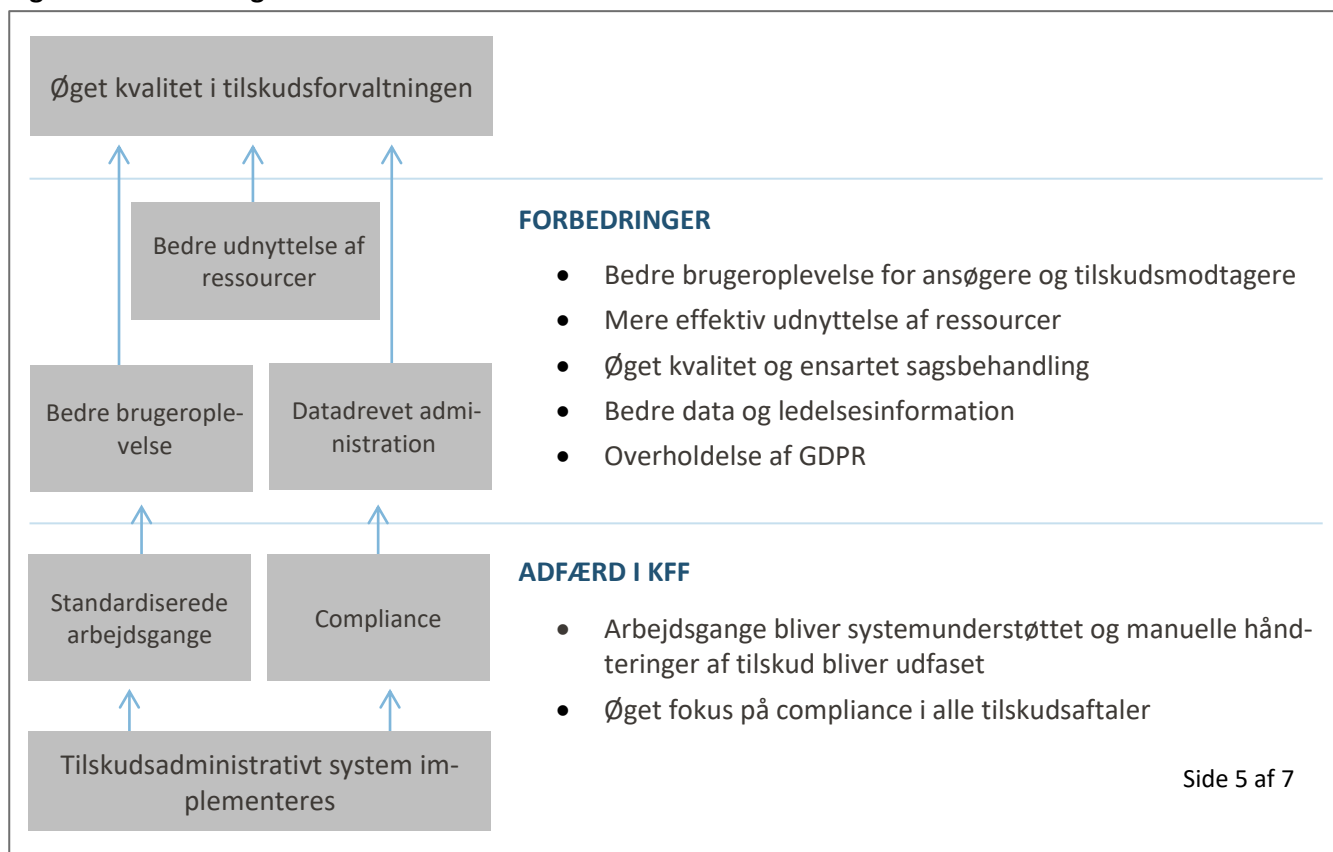 Øget kvalitet i tilskudsforvaltningen
Bedre udnyttelse af
ressourcer
Bedre brugerople-
velse
Datadrevet admi-
nistration
FORBEDRINGER
• Bedre brugeroplevelse for ansøgere og tilskudsmodtagere
• Mere effektiv udnyttelse af ressourcer
• Øget kvalitet og ensartet sagsbehandling
• Bedre data og ledelsesinformation
• Overholdelse af GDPR
Standardiserede
arbejdsgange
Compliance
ADFÆRD I KFF
• Arbejdsgange bliver systemunderstøttet og manuelle hånd-
teringer af tilskud bliver udfaset
• Øget fokus på compliance i alle tilskudsaftaler
Tilskudsadministrativt system im-
plementeres
Side 5 af 7